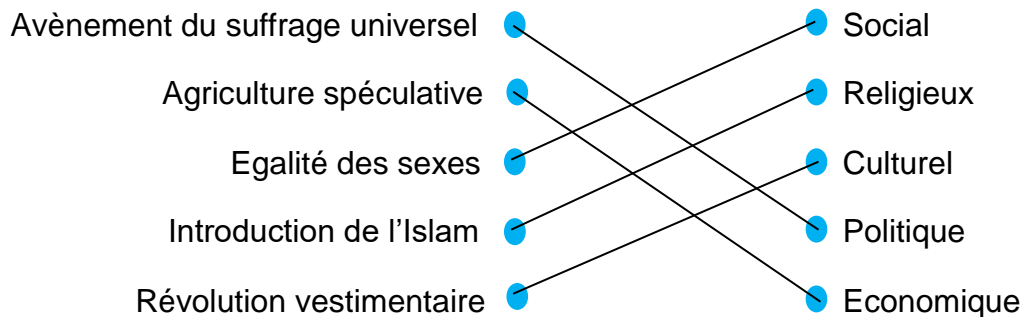 Avènement du suffrage universel
Social
Agriculture spéculative
Religieux
Egalité des sexes
Culturel
Introduction de l’Islam
Politique
Révolution vestimentaire
Economique